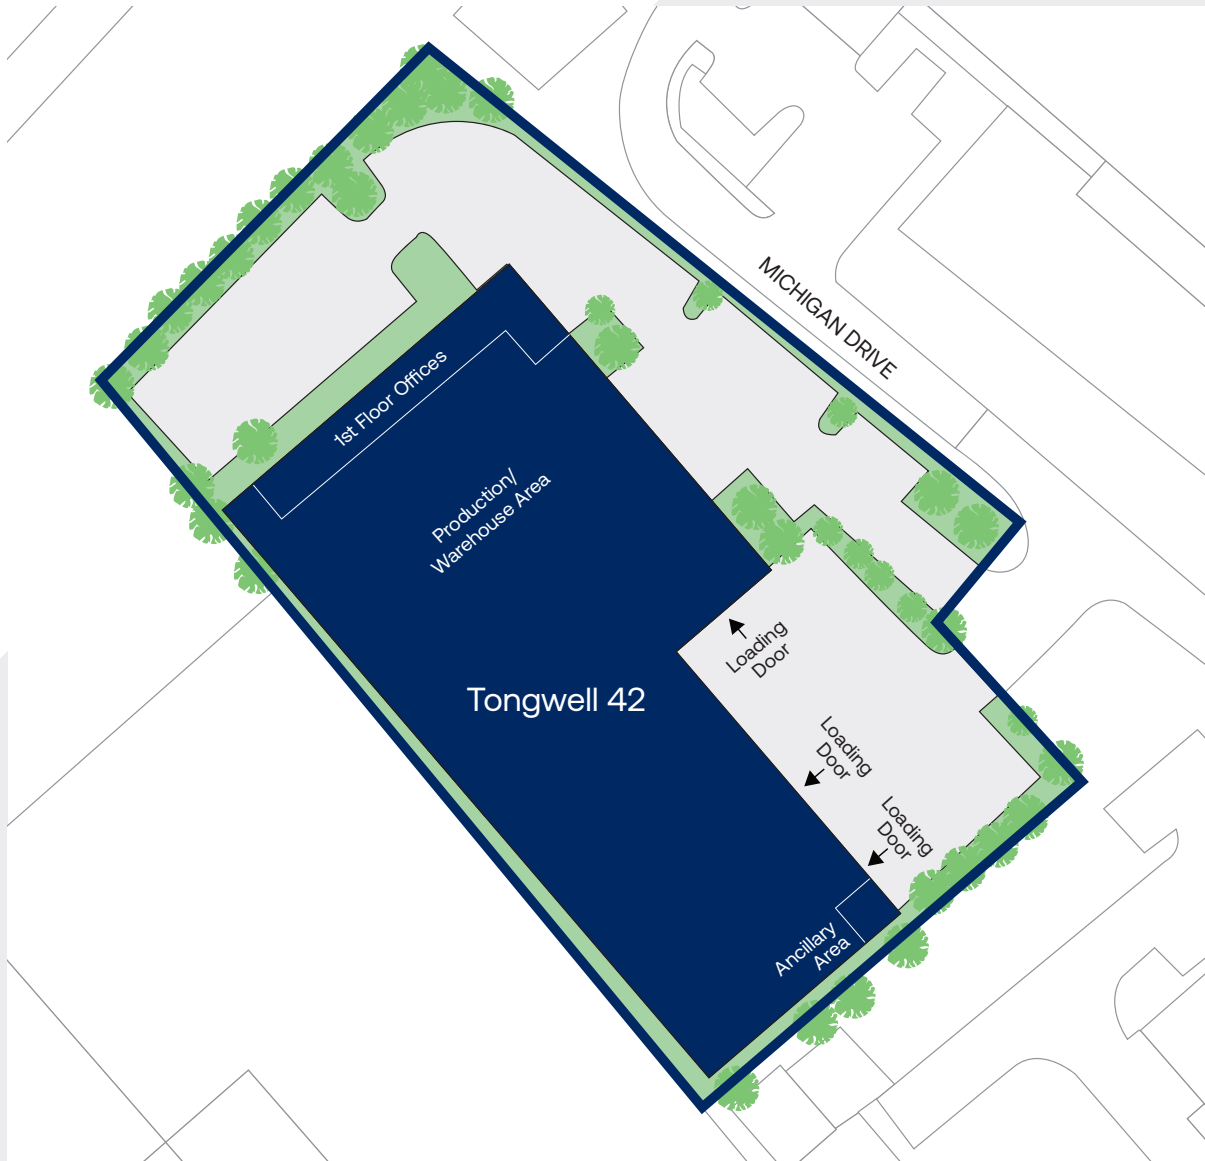 MICHIGAN DRIVE
1st Floor Offices
Production/
Warehouse Area
Loading
Door
Tongwell 42
Loading
Door
Loading
Door
Ancillary
Area